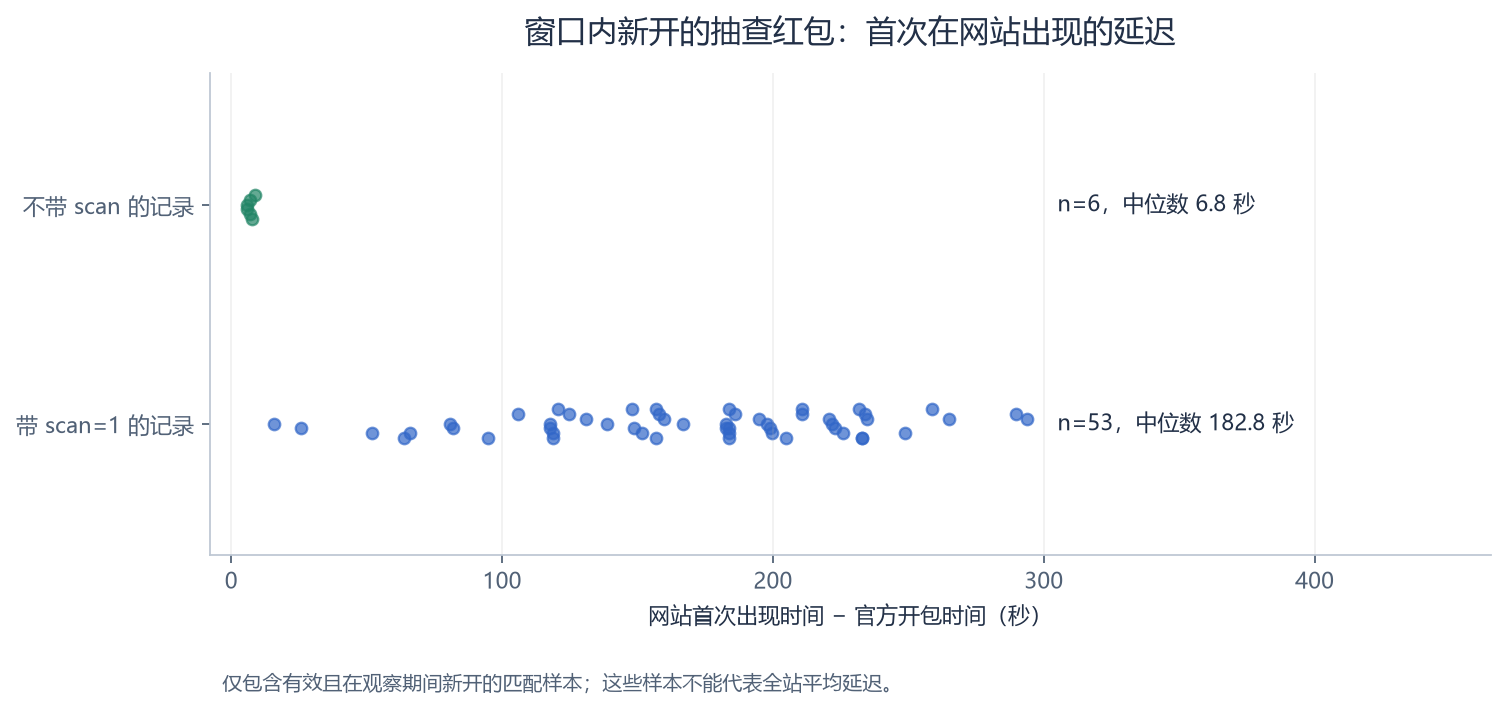 窗口内新开的抽查红包：首次在网站出现的延迟
不带 scan 的记录
n=6，中位数 6.8 秒
带 scan=1 的记录
n=53，中位数 182.8 秒
0 100 200 300 400
网站首次出现时间 − 官方开包时间（秒）
仅包含有效且在观察期间新开的匹配样本；这些样本不能代表全站平均延迟。